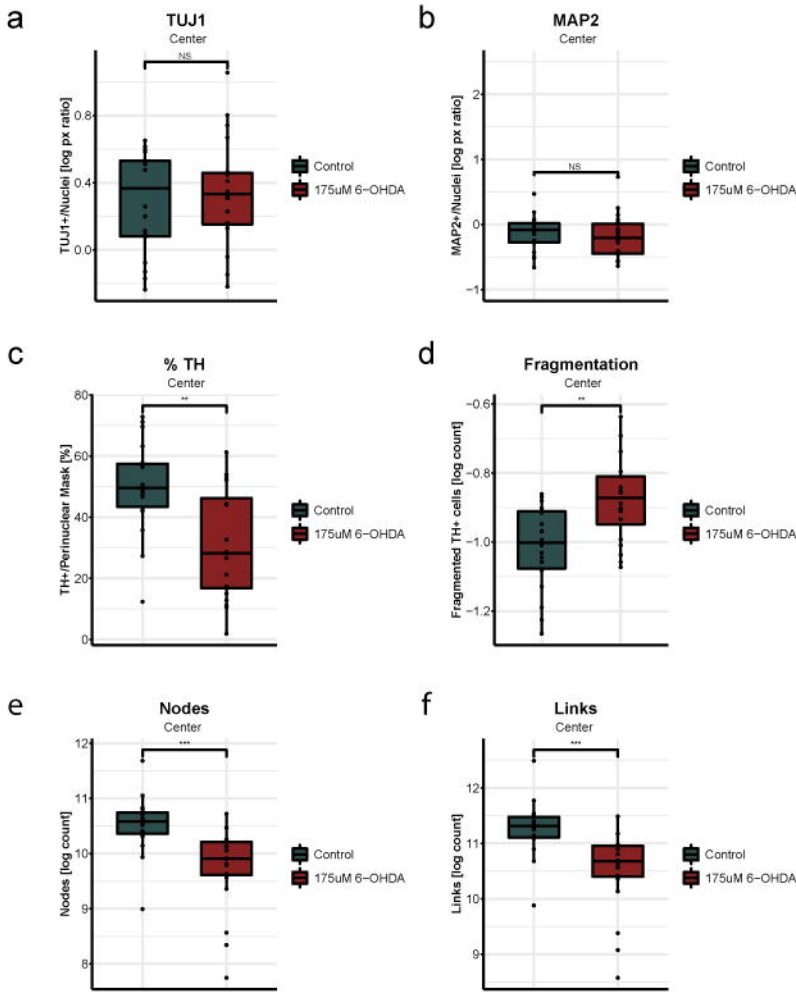 a
TUJ1
Center
NS
TUJ1+/Nuclei [log px ratio]
0.8
0.4
0.0
Control
175uM 6-OHDA
b
MAP2
Center
NS
MAP2+/Nuclei [log px ratio]
2
1
0
−1
Control
175uM 6-OHDA
c
% TH
Center
**
TH+/Perinuclear Mask [%]
80
60
40
20
0
Control
175uM 6-OHDA
d
Fragmentation
Center
**
Fragmented TH+ cells [log count]
−0.6
−0.8
−1.0
−1.2
Control
175uM 6-OHDA
e
Nodes
Center
***
Nodes [log count]
12
11
10
9
8
Control
175uM 6-OHDA
f
Links
Center
***
Links [log count]
12
11
10
9
Control
175uM 6-OHDA